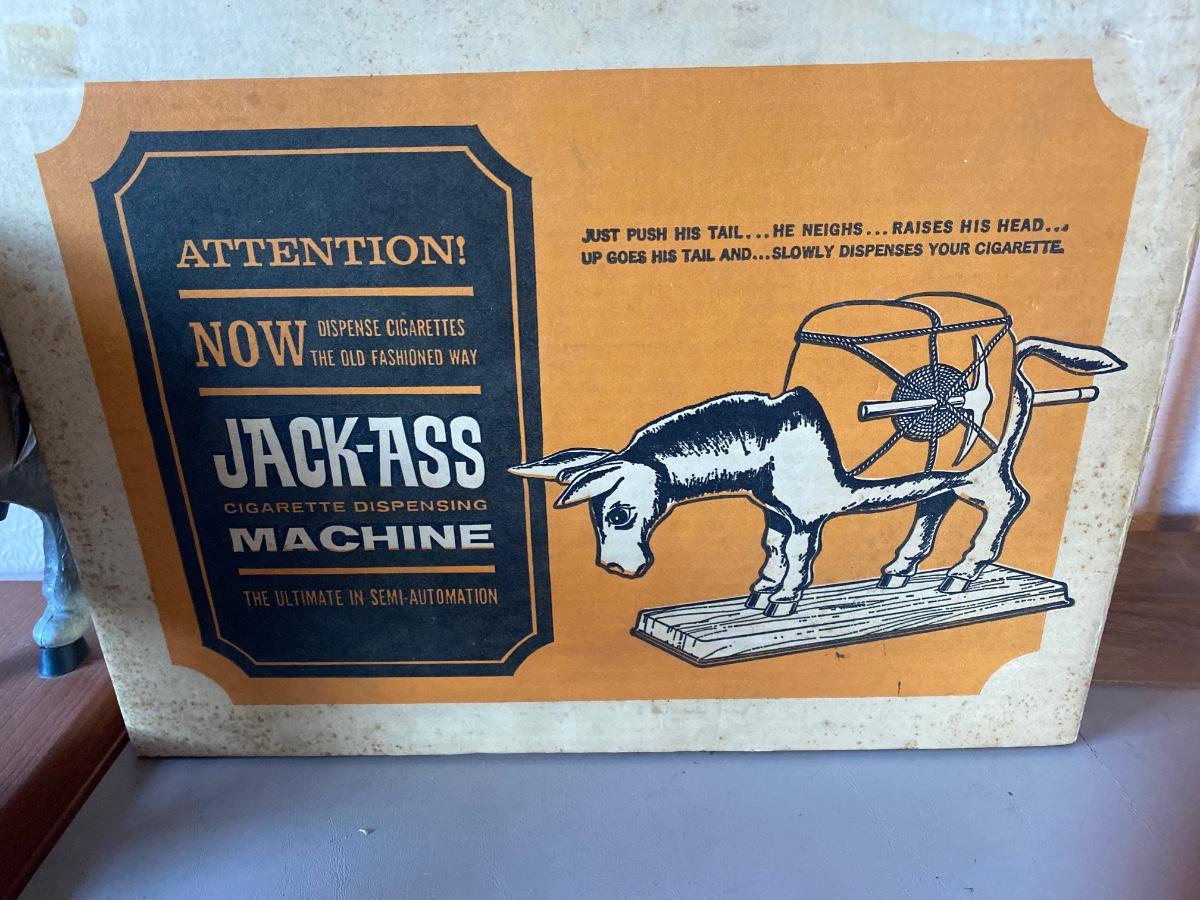 ATTENTION!
NOW DISPENSE CIGARETTES
THE OLD FASHIONED WAY
JACK-ASS
CIGARETTE DISPENSING
MACHINE
THE ULTIMATE IN SEMI-AUTOMATION
JUST PUSH HIS TAIL...HE NEIGHS...RAISES HIS HEAD...
UP GOES HIS TAIL AND...SLOWLY DISPENSES YOUR CIGARETTE.